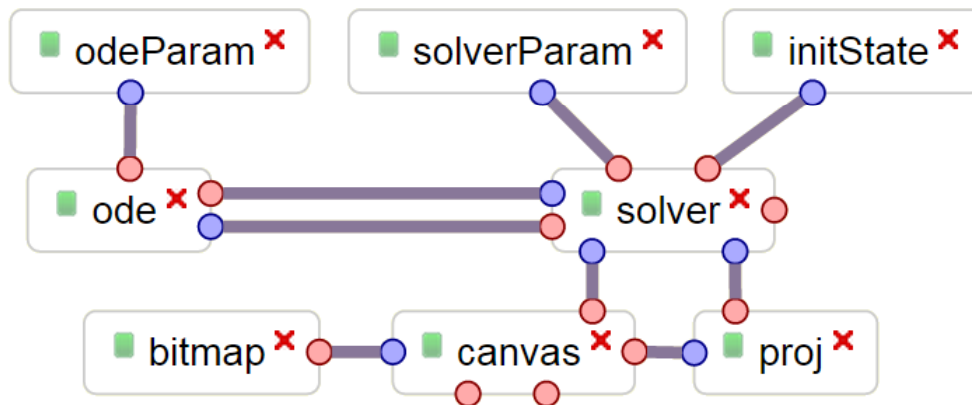 odeParam
solverParam
initState
ode
solver
bitmap
canvas
proj